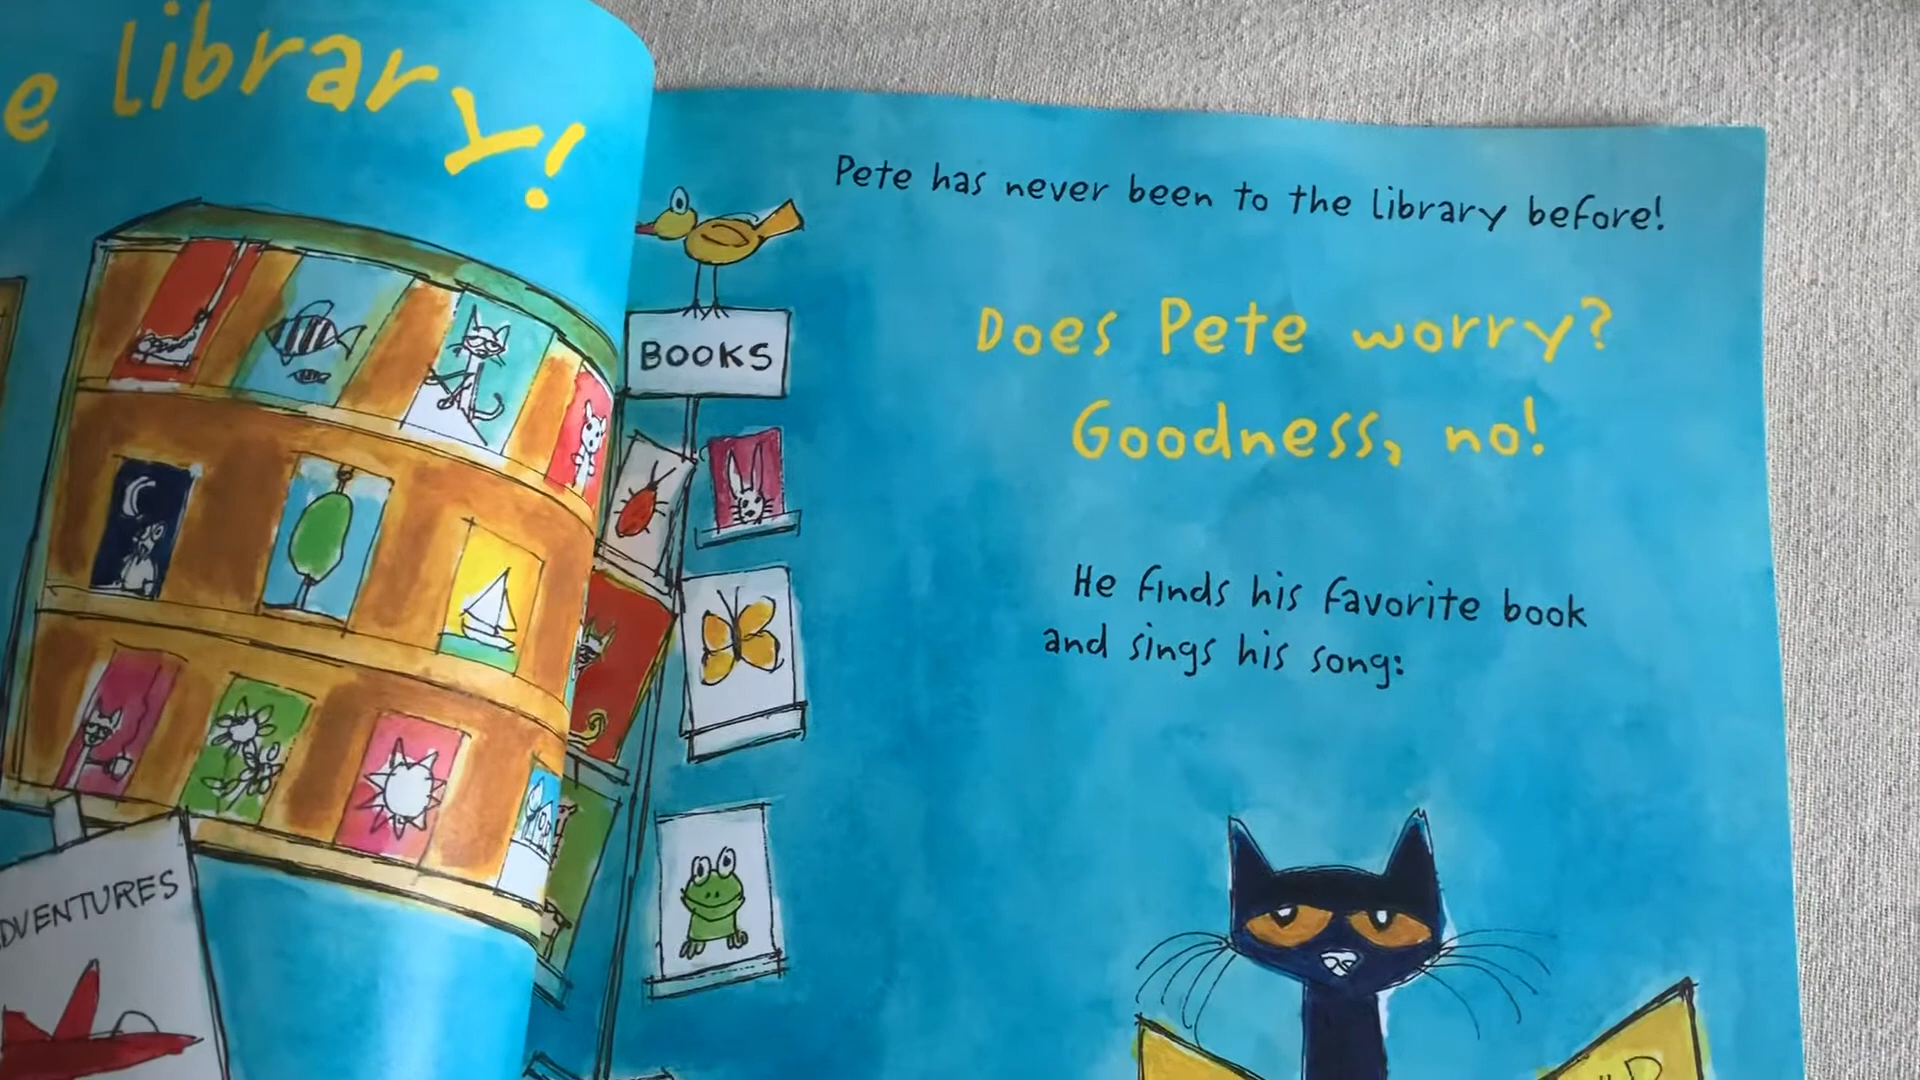 e library!
DVENTURES
BOOKS
Pete has never been to the library before!
Does Pete worry?
Goodness, no!
He finds his favorite book
and sings his song: